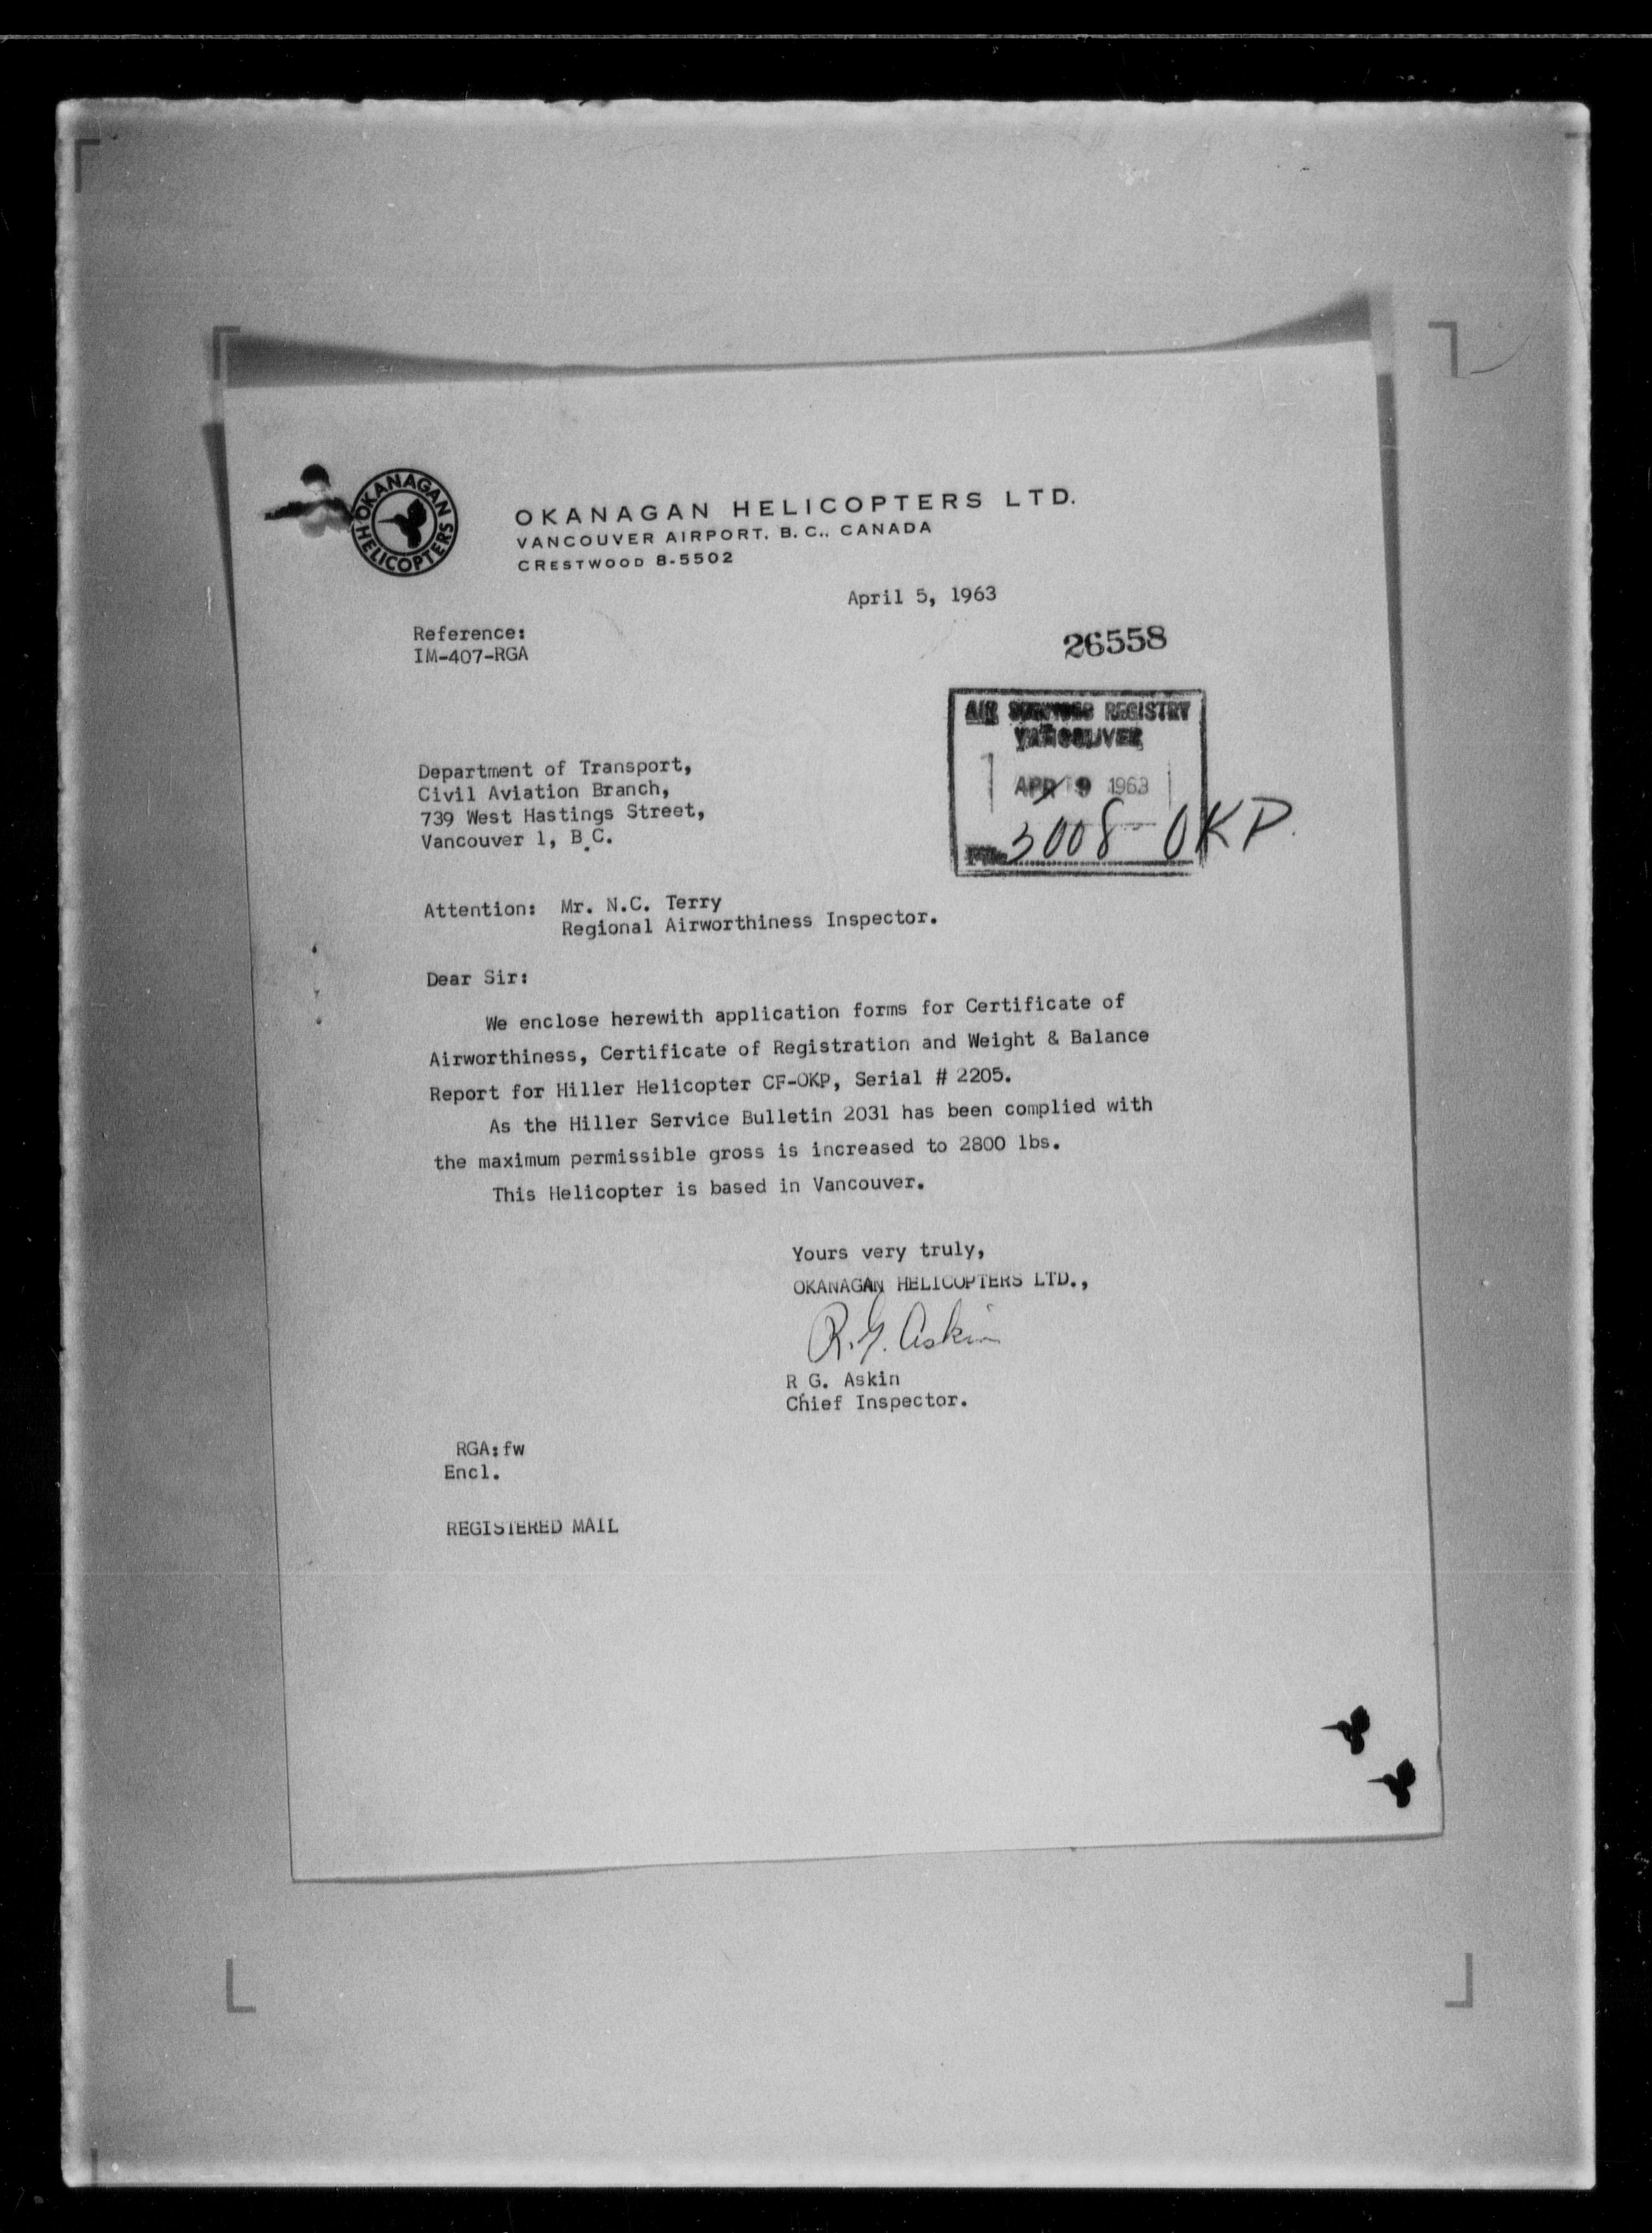 OKANAGAN HELICOPTERS
OKANAGAN HELICOPTERS LTD.
VANCOUVER AIRPORT, B. C., CANADA
CRESTWOOD 8-5502
April 5, 1963
Reference:
IM-407-RGA
26558
AIR SERVICES REGISTRY
VANCOUVER
APR 9 1963
3008-OKP.
Department of Transport,
Civil Aviation Branch,
739 West Hastings Street,
Vancouver 1, B.C.
Attention: Mr. N.C. Terry
Regional Airworthiness Inspector.
Dear Sir:
We enclose herewith application forms for Certificate of
Airworthiness, Certificate of Registration and Weight & Balance
Report for Hiller Helicopter CF-OKP, Serial # 2205.
As the Hiller Service Bulletin 2031 has been complied with
the maximum permissible gross is increased to 2800 lbs.
This Helicopter is based in Vancouver.
Yours very truly,
OKANAGAN HELICOPTERS LTD.,
R.G. Askin
R.G. Askin
Chief Inspector.
RGA:fw
Encl.
REGISTERED MAIL